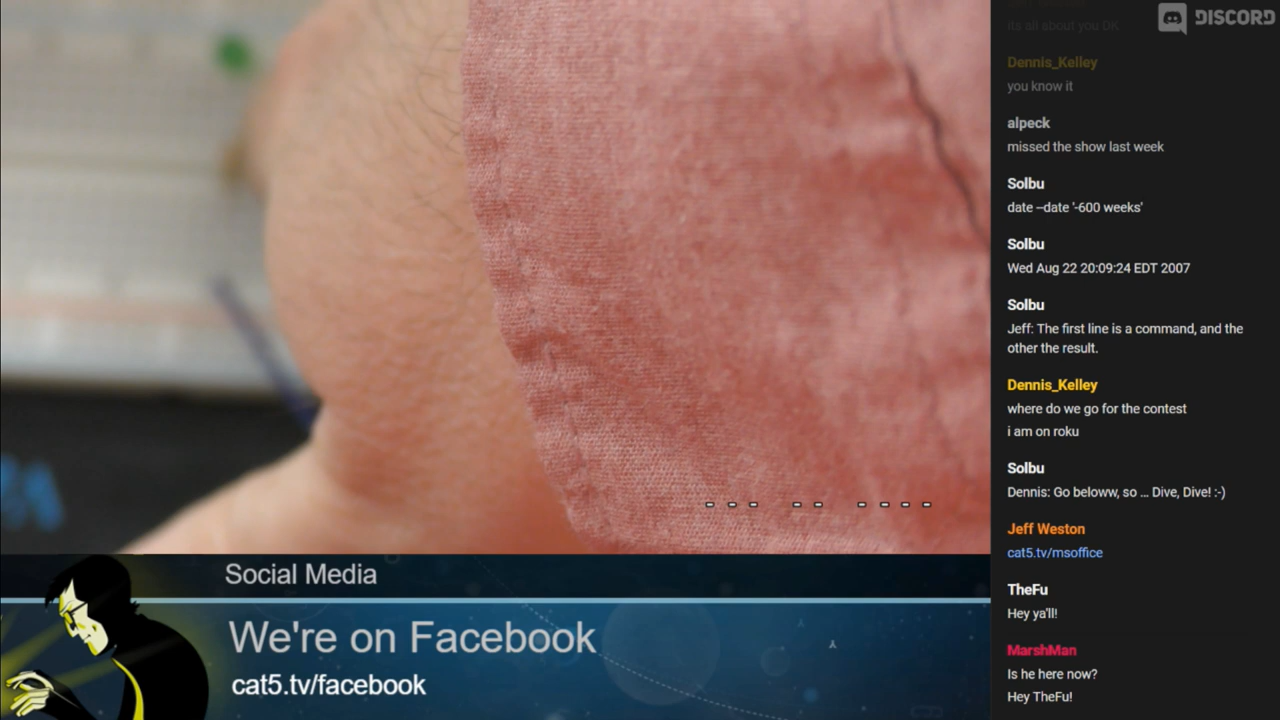 DISCORD
its all about you OK
Dennis_Kelley
you know it
alpeck
missed the show last week
Solbu
date –date '-600 weeks'
Solbu
Wed Aug 22 20:09:24 EDT 2007
Solbu
Jeff: The first line is a command, and the
other the result.
Dennis_Kelley
where do we go for the contest
i am on roku
Solbu
Dennis: Go beloww, so ... Dive, Dive! :-)
Jeff Weston
cat5.tv/msoffice
TheFu
Hey ya'll!
MarshMan
Is he here now?
Hey TheFu!
Social Media
We're on Facebook
cat5.tv/facebook